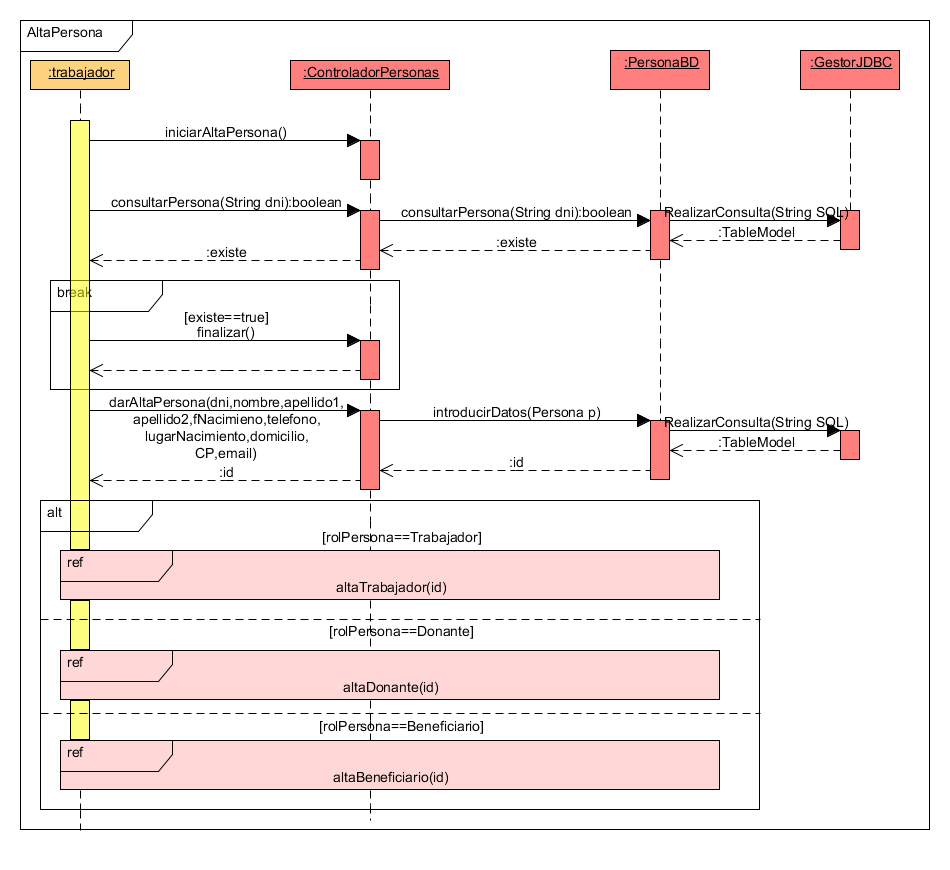 AltaPersona
:trabajador
:ControladorPersonas
:PersonaBD
:GestorJDBC
iniciarAltaPersona()
consultarPersona(String dni):boolean
consultarPersona(String dni):boolean
RealizarConsulta(String SQL)
:TableModel
:existe
:existe
break
[existe==true]
finalizar()
darAltaPersona(dni,nombre,apellido1,
apellido2,fNacimieno,telefono,
lugarNacimiento,domicilio,
CP,email)
introducirDatos(Persona p)
RealizarConsulta(String SQL)
:TableModel
:id
:id
alt
[rolPersona==Trabajador]
ref
altaTrabajador(id)
[rolPersona==Donante]
ref
altaDonante(id)
[rolPersona==Beneficiario]
ref
altaBeneficiario(id)